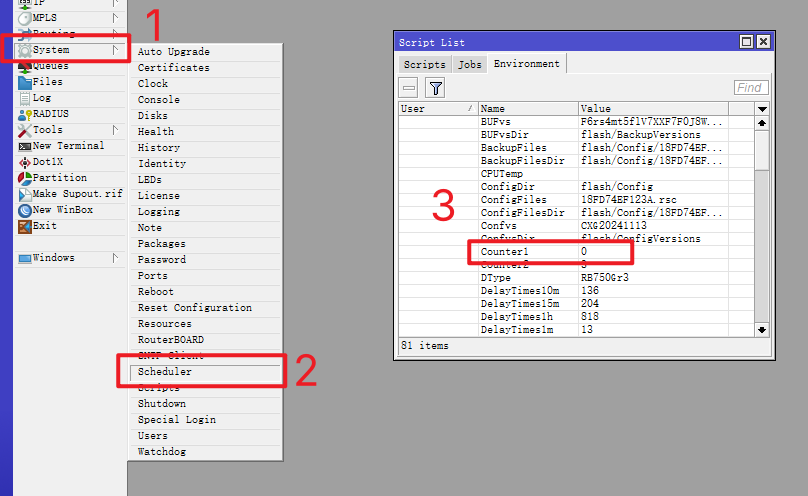 IP
MPLS
Routing
System
Queues
Files
Log
RADIUS
Tools
New Terminal
Dot1X
Partition
Make Supout.rif
New WinBox
Exit
Windows
1
Auto Upgrade
Certificates
Clock
Console
Disks
Health
History
Identity
LEDs
License
Logging
Note
Packages
Password
Ports
Reboot
Reset Configuration
Resources
RouterBOARD
SNTP Client
Scheduler
Scripts
Shutdown
Special Login
Users
Watchdog
2
Script List
Scripts Jobs Environment
Find
User Name Value
BUFvs P6rs4mt5flV7XXF7F0J8W...
BUFvsDir flash/BackupVersions
BackupFiles flash/Config/18FD74EF...
BackupFilesDir flash/Config/18FD74EF...
CPUTemp
ConfigDir flash/Config
ConfigFiles 18FD74EF123A.rsc
ConfigFilesDir flash/Config/18FD74EF...
Confvs CXG20241113
ConfvsDir flash/ConfigVersions
Counter1 0
Counter2 3
DType RB750Gr3
DelayTimes10m 136
DelayTimes15m 204
DelayTimes1h 818
DelayTimes1m 13
81 items
3